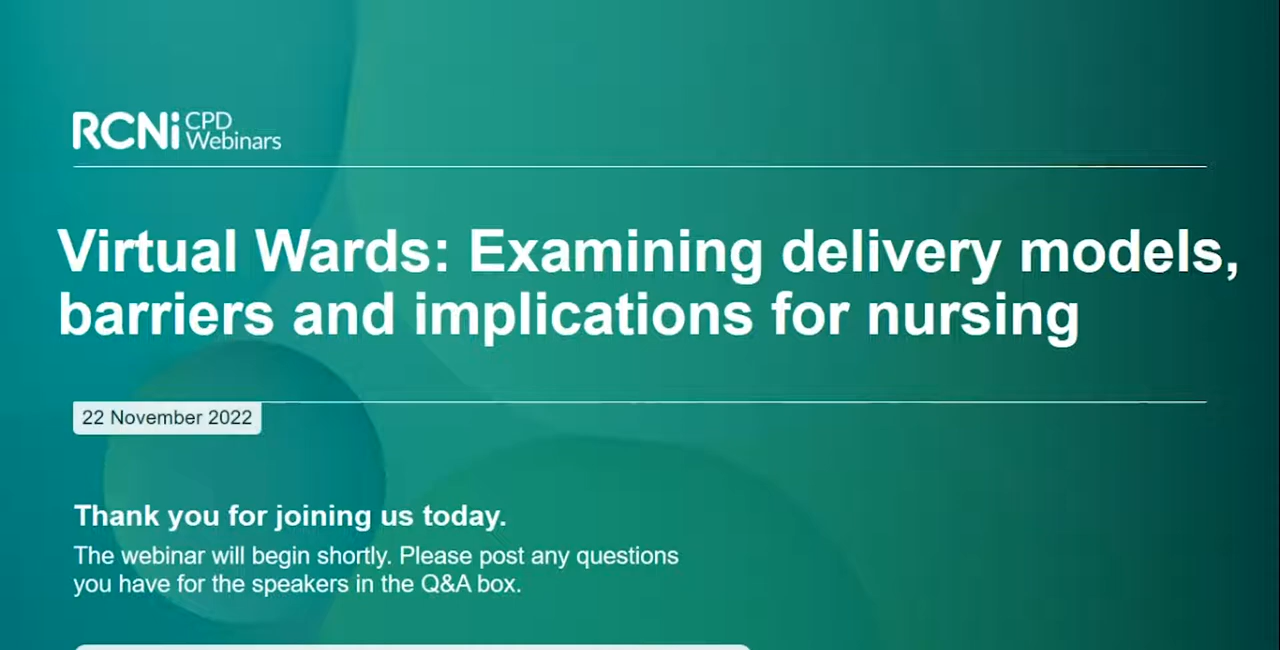 RCNi CPD
Webinars
Virtual Wards: Examining delivery models,
barriers and implications for nursing
22 November 2022
Thank you for joining us today.
The webinar will begin shortly. Please post any questions
you have for the speakers in the Q&A box.